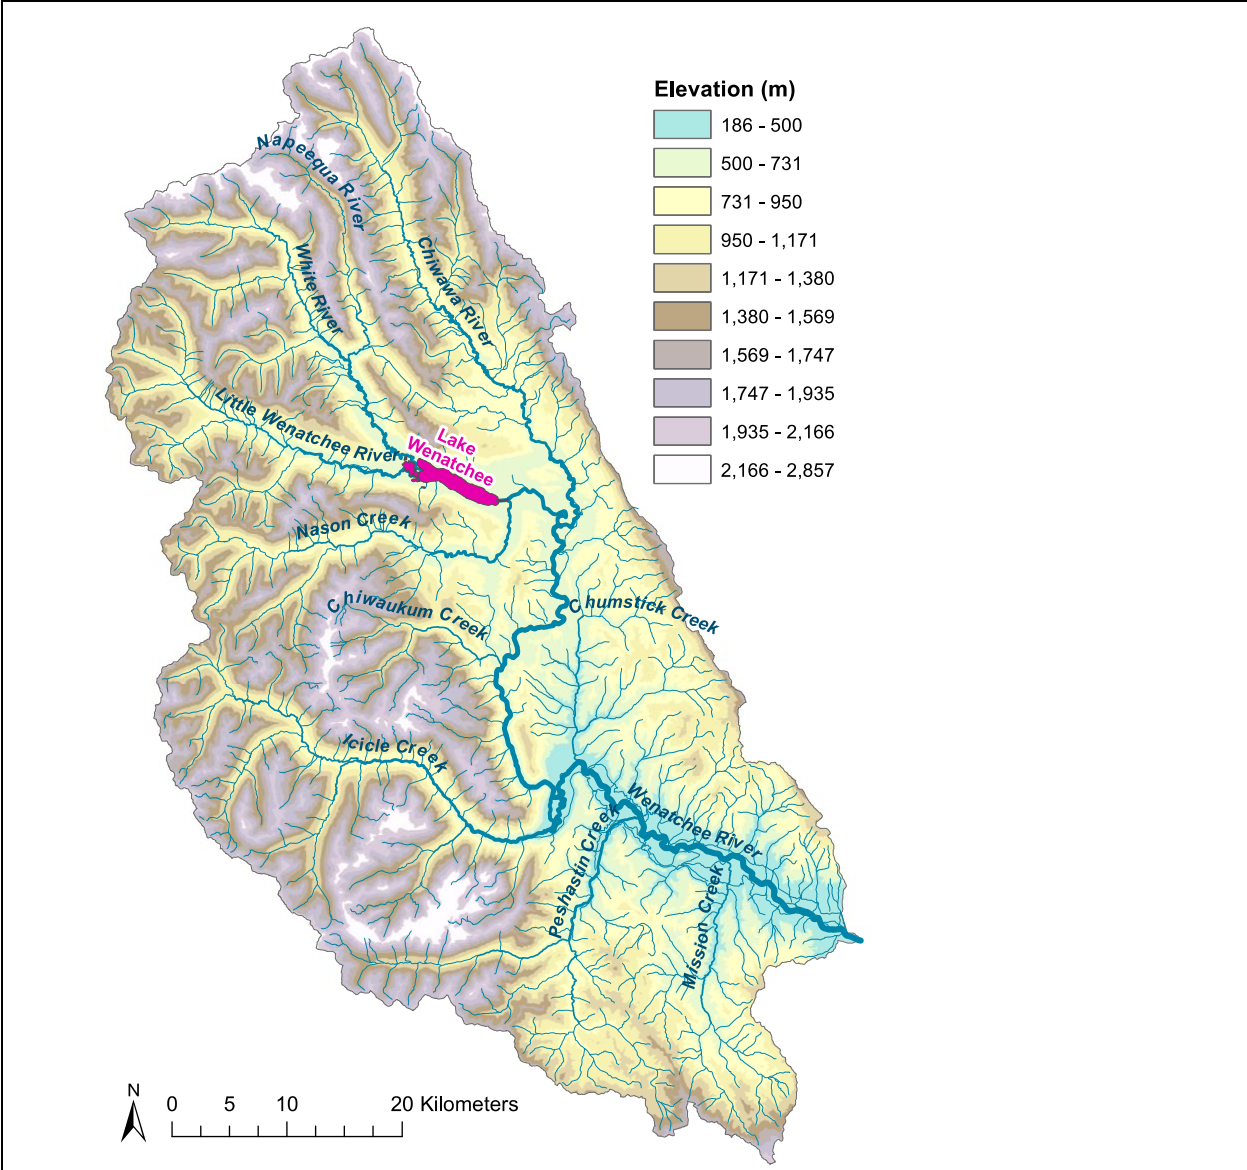 Elevation (m)
186 - 500
500 - 731
731 - 950
950 - 1,171
1,171 - 1,380
1,380 - 1,569
1,569 - 1,747
1,747 - 1,935
1,935 - 2,166
2,166 - 2,857
Napeequa River
White River
Chiwawa River
Little Wenatchee River
Lake
Wenatchee
Nason Creek
Chiwaukum Creek
Chumstick Creek
Icicle Creek
Wenatchee River
Peshastin Creek
Mission Creek
N
0 5 10 20 Kilometers